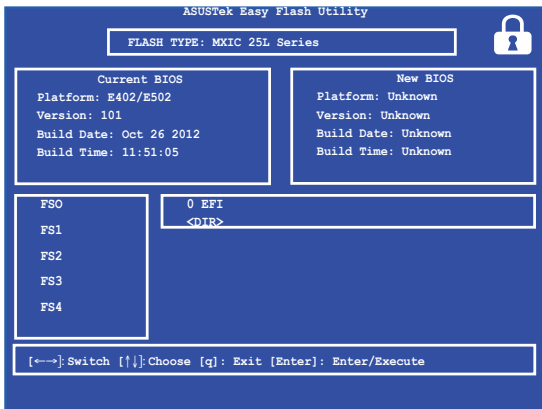 ASUSTek Easy Flash Utility
FLASH TYPE: MXIC 25L Series
Current BIOS
Platform: E402/E502
Version: 101
Build Date: Oct 26 2012
Build Time: 11:51:05
New BIOS
Platform: Unknown
Version: Unknown
Build Date: Unknown
Build Time: Unknown
FSO
FS1
FS2
FS3
FS4
0 EFI
<DIR>
[←→]: Switch [↑↓]: Choose [q]: Exit [Enter]: Enter/Execute